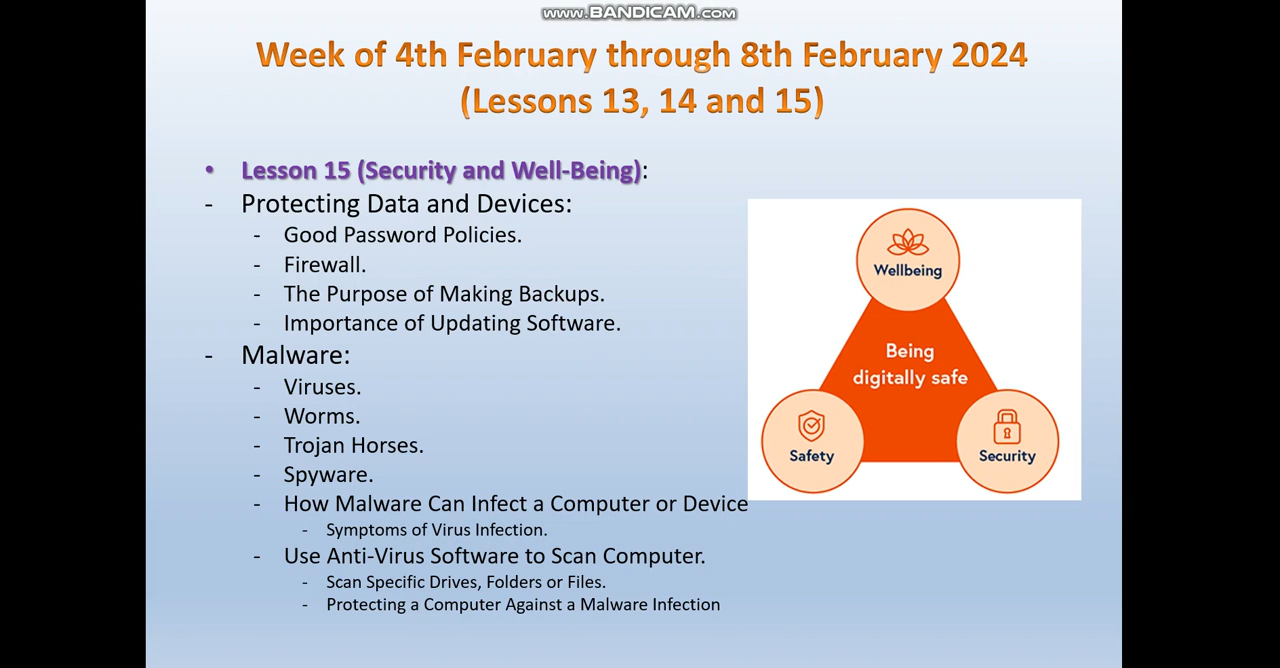 www.BANDICAM.com
Week of 4th February through 8th February 2024
(Lessons 13, 14 and 15)
• Lesson 15 (Security and Well-Being):
- Protecting Data and Devices:
- Good Password Policies.
- Firewall.
- The Purpose of Making Backups.
- Importance of Updating Software.
- Malware:
- Viruses.
- Worms.
- Trojan Horses.
- Spyware.
- How Malware Can Infect a Computer or Device
- Symptoms of Virus Infection.
- Use Anti-Virus Software to Scan Computer.
- Scan Specific Drives, Folders or Files.
- Protecting a Computer Against a Malware Infection
Wellbeing
Being
digitally safe
Safety
Security